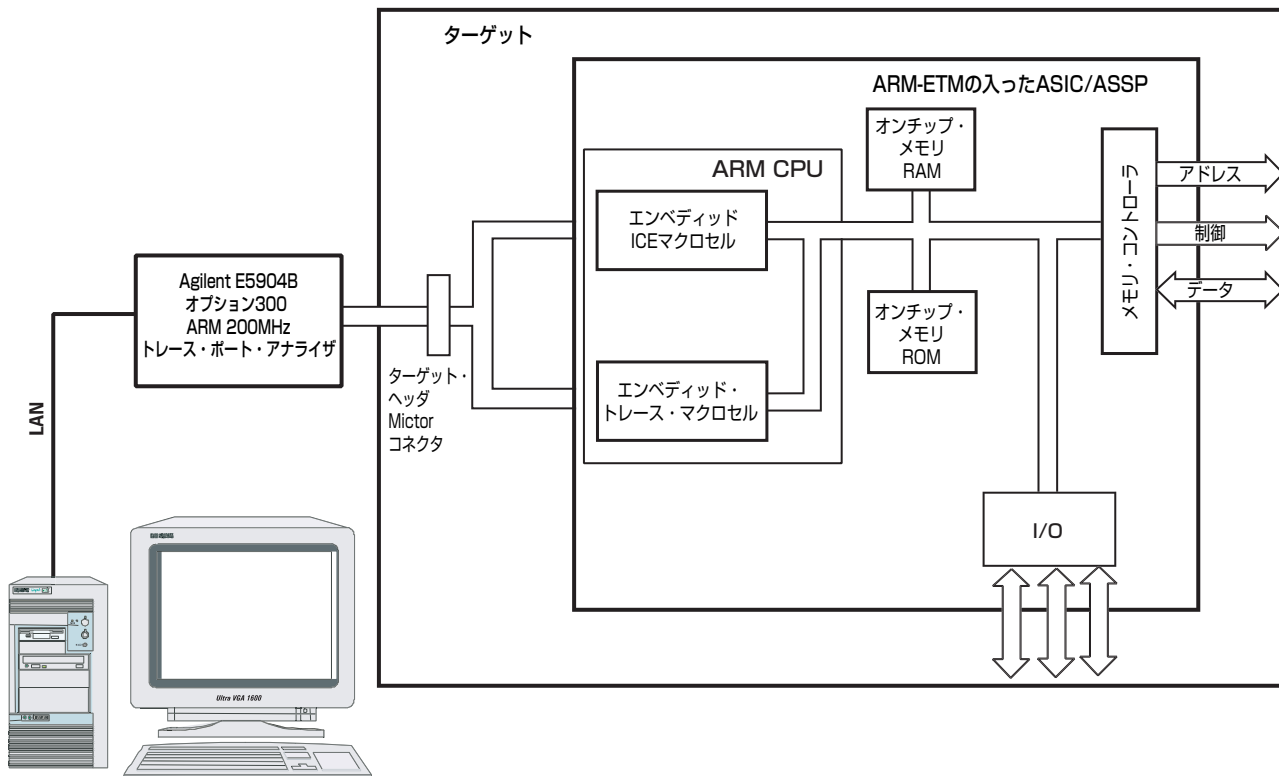 ターゲット
ARM-ETMの入ったASIC/ASSP
オンチップ・
メモリ
RAM
ARM CPU
エンベディッド
ICEマクロセル
メモリ・コントローラ
アドレス
制御
データ
Agilent E5904B
オプション300
ARM 200MHz
トレース・ポート・アナライザ
オンチップ・
メモリ
ROM
ターゲット・
ヘッダ
Mictor
コネクタ
エンベディッド・
トレース・マクロセル
LAN
I/O
Ultra VGA 1600